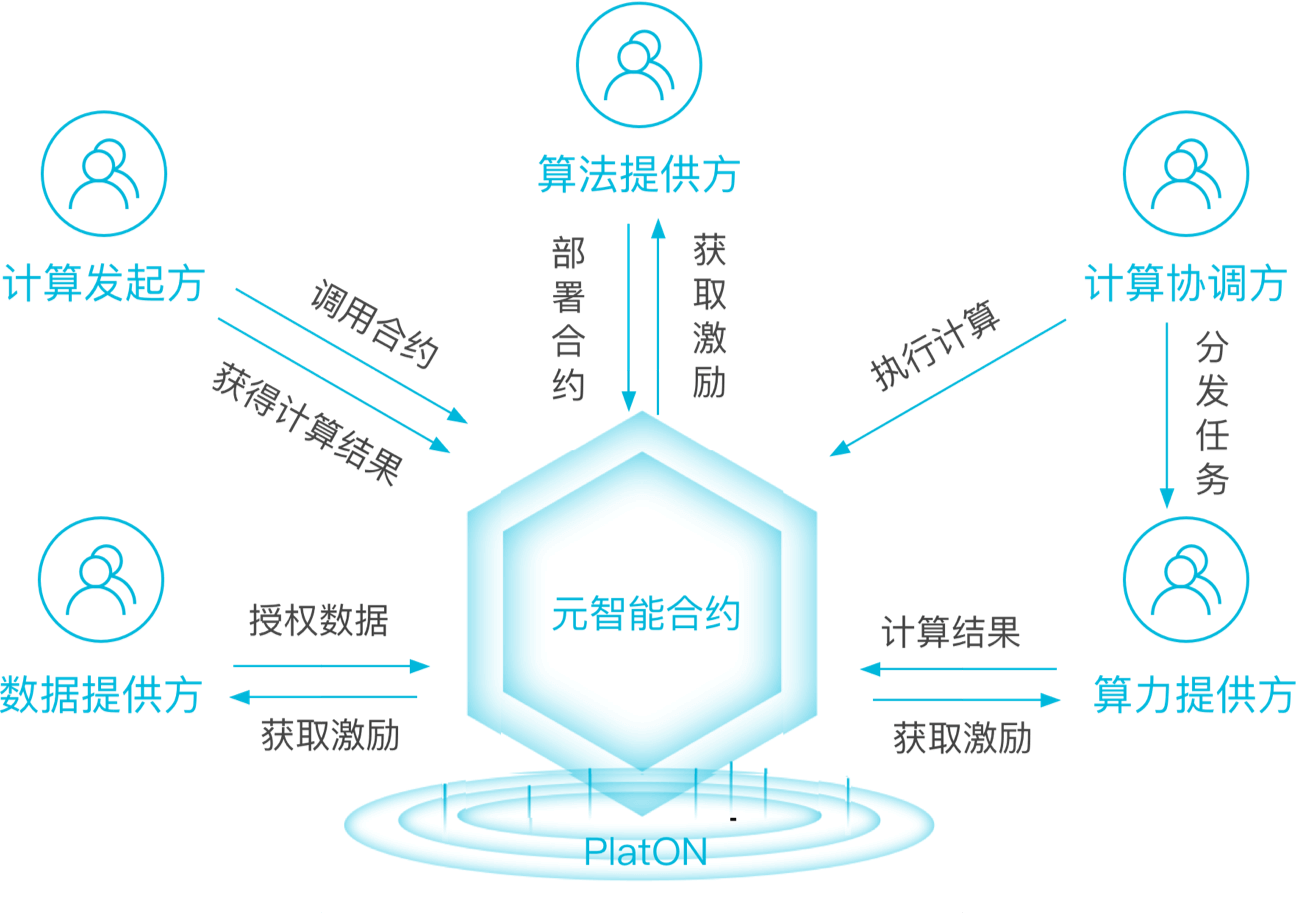 算法提供方
计算发起方
计算协调方
部署合约
获取激励
调用合约
获得计算结果
执行计算
分发任务
元智能合约
授权数据
获取激励
数据提供方
计算结果
获取激励
算力提供方
PlatON